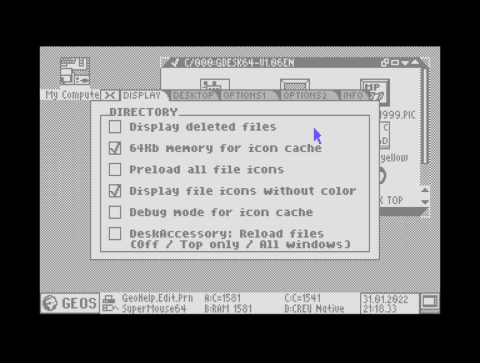 C/000:GDESK64-V1.06EN
My Compute
DISPLAY DESKTOP OPTIONS1 OPTIONS2 INFO
MP
1999.PIC
DIRECTORY
Display deleted files
64Kb memory for icon cache
Preload all file icons
Display file icons without color
Debug mode for icon cache
DeskAccessory: Reload files
(Off / Top only / All windows)
yellow
TOP
GEOS
GeoHelp.Edit.Prn
SuperMouse64
A:C=1581
B:RAM 1581
C:C=1541
D:CREU Native
31.01.2022
21:18.33